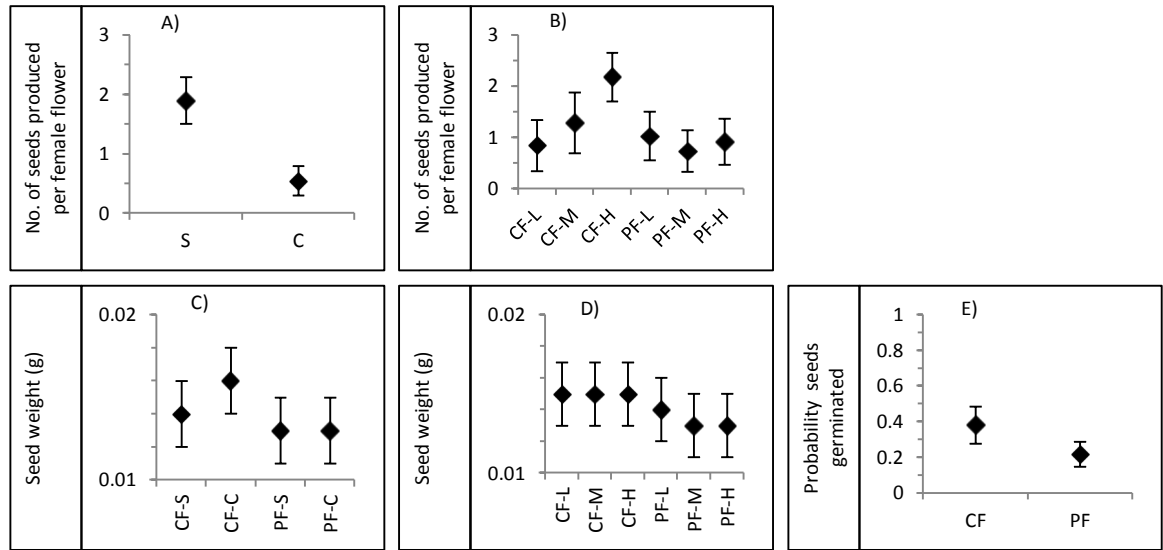 A)
No. of seeds produced
per female flower
3
2
1
0
S
C
B)
No. of seeds produced
per female flower
3
2
1
0
CF-L
CF-M
CF-H
PF-L
PF-M
PF-H
C)
Seed weight (g)
0.02
0.01
CF-S
CF-C
PF-S
PF-C
D)
Seed weight (g)
0.02
0.01
CF-L
CF-M
CF-H
PF-L
PF-M
PF-H
E)
Probability seeds
germinated
1
0.8
0.6
0.4
0.2
0
CF
PF